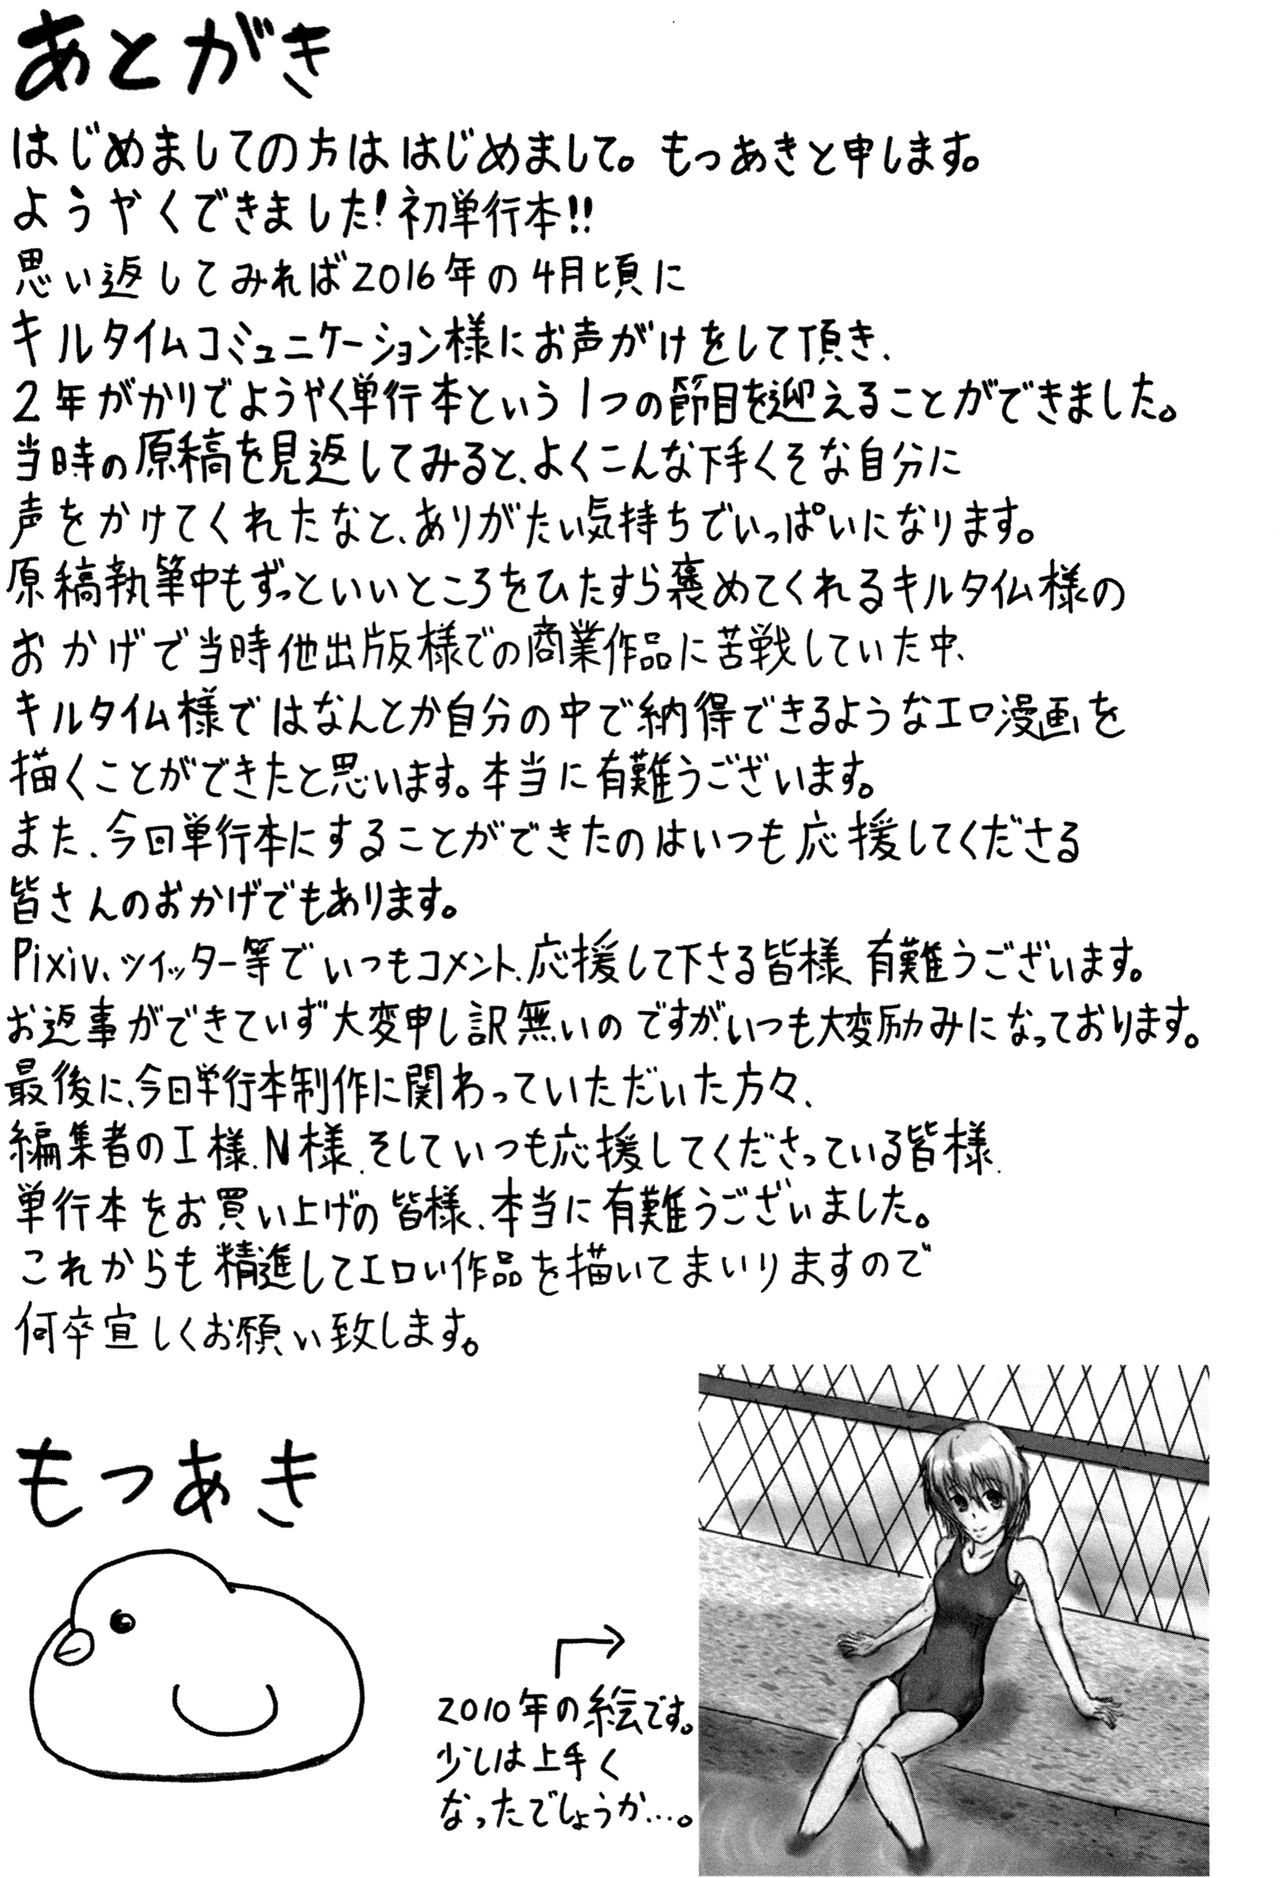 あとがき
はじめましての方は はじめまして。もっあきと申します。
ようやくできました!初単行本!!
思い返してみれば2016年の4月頃に
キルタイムコミュニケーション様にお声がけをして頂き、
2年がかりでようやく単行本という1つの節目を迎えることができました。
当時の原稿を見返してみると、よくこんな下手くそな自分に
声をかけてくれたなと、ありがたい気持ちでいっぱいになります。
原稿執筆中もずっといいところをひたすら褒めてくれるキルタイム様の
おかげで当時他出版様での商業作品に苦戦していた中、
キルタイム様ではなんとか自分の中で納得できるようなエロ漫画を
描くことができたと思います。本当に有難うございます。
また、今回単行本にすることができたのはいつも応援してくださる
皆さんのおかげでもあります。
Pixiv、ツイッター等でいつもコメント、応援して下さる皆様、有難うございます。
お返事ができていず大変申し訳無いのですが、いつも大変励みになっております。
最後に、今日単行本制作に関わっていただいた方々、
編集者のI様、N様、そしていつも応援してくださっている皆様、
単行本をお買い上げの皆様、本当に有難うございました。
これからも精進してエロい作品を描いてまいりますので
何卒宜しくお願い致します。
もつあき
2010年の絵です。
少しは上手く
なったでしょうか…。